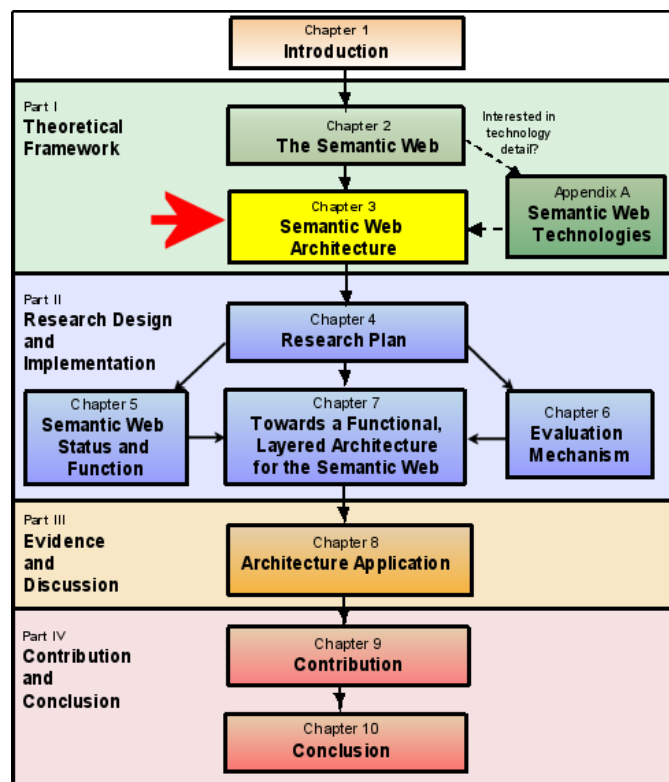 Chapter 1
Introduction
Part I
Theoretical
Framework
Chapter 2
The Semantic Web
Interested in
technology
detail?
Chapter 3
Semantic Web
Architecture
Appendix A
Semantic Web
Technologies
Part II
Research Design
and
Implementation
Chapter 4
Research Plan
Chapter 5
Semantic Web
Status and
Function
Chapter 7
Towards a Functional,
Layered Architecture
for the Semantic Web
Chapter 6
Evaluation
Mechanism
Part III
Evidence
and
Discussion
Chapter 8
Architecture Application
Part IV
Contribution
and
Conclusion
Chapter 9
Contribution
Chapter 10
Conclusion